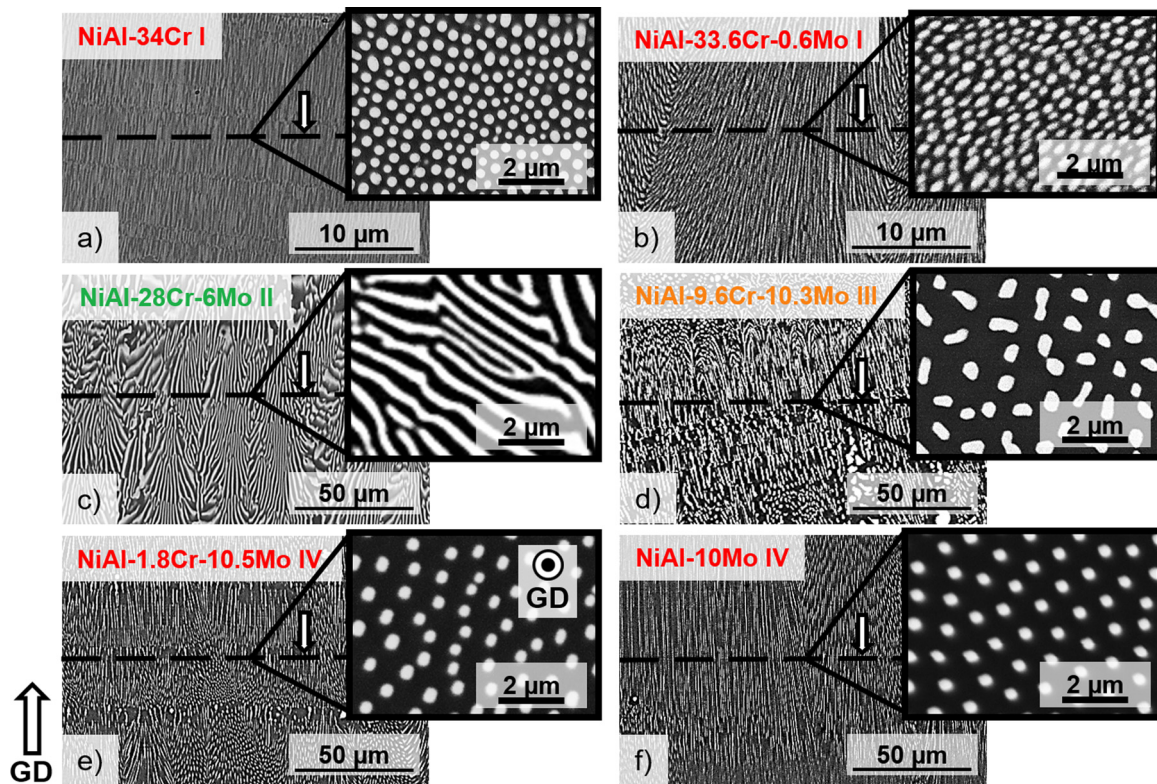 NiAl-34Cr I
2 µm
a)
10 µm
NiAl-33.6Cr-0.6Mo I
2 µm
b)
10 µm
NiAl-28Cr-6Mo II
2 µm
c)
50 µm
NiAl-9.6Cr-10.3Mo III
2 µm
d)
50 µm
NiAl-1.8Cr-10.5Mo IV
GD
2 µm
e)
50 µm
NiAl-10Mo IV
2 µm
f)
50 µm
GD